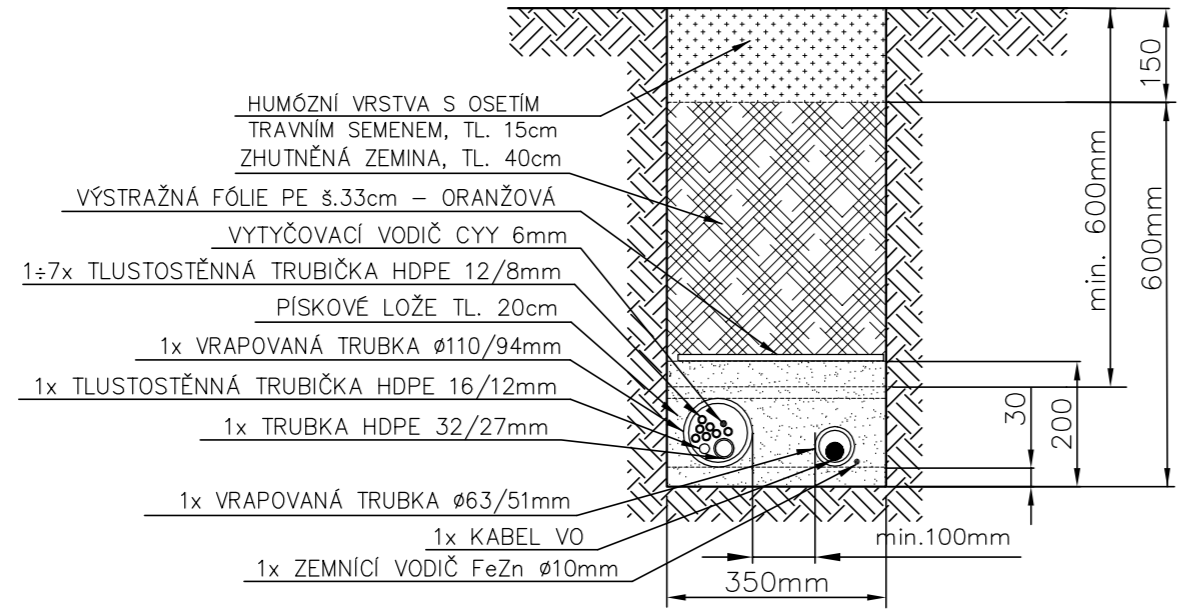 HUMÓZNÍ VRSTVA S OSETÍM
TRAVNÍM SEMENEM, TL. 15cm
ZHUTNĚNÁ ZEMINA, TL. 40cm
VÝSTRAŽNÁ FÓLIE PE š.33cm – ORANŽOVÁ
VYTYČOVACÍ VODIČ CYY 6mm
1÷7x TLUSTOSTĚNNÁ TRUBIČKA HDPE 12/8mm
PÍSKOVÉ LOŽE TL. 20cm
1x VRAPOVANÁ TRUBKA ø110/94mm
1x TLUSTOSTĚNNÁ TRUBIČKA HDPE 16/12mm
1x TRUBKA HDPE 32/27mm
1x VRAPOVANÁ TRUBKA ø63/51mm
1x KABEL VO
1x ZEMNÍCÍ VODIČ FeZn ø10mm
min. 600mm
150
600mm
30
200
min.100mm
350mm